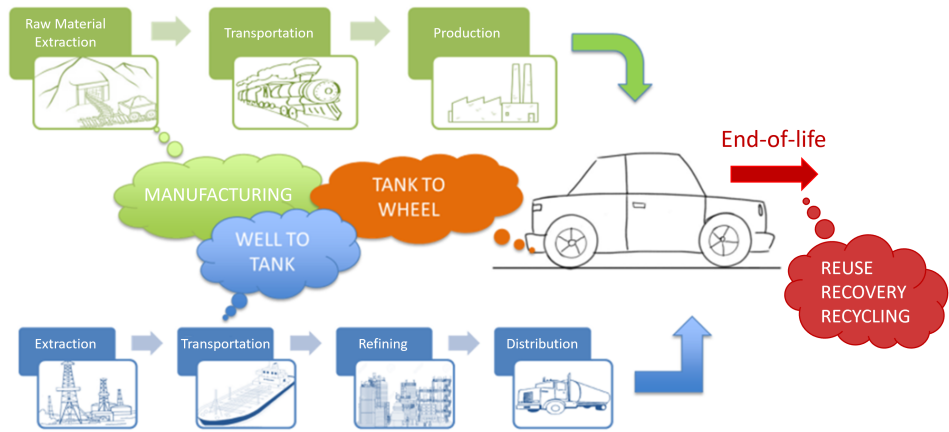 Raw Material
Extraction
Transportation
Production
End-of-life
MANUFACTURING
TANK TO
WHEEL
WELL TO
TANK
REUSE
RECOVERY
RECYCLING
Extraction
Transportation
Refining
Distribution